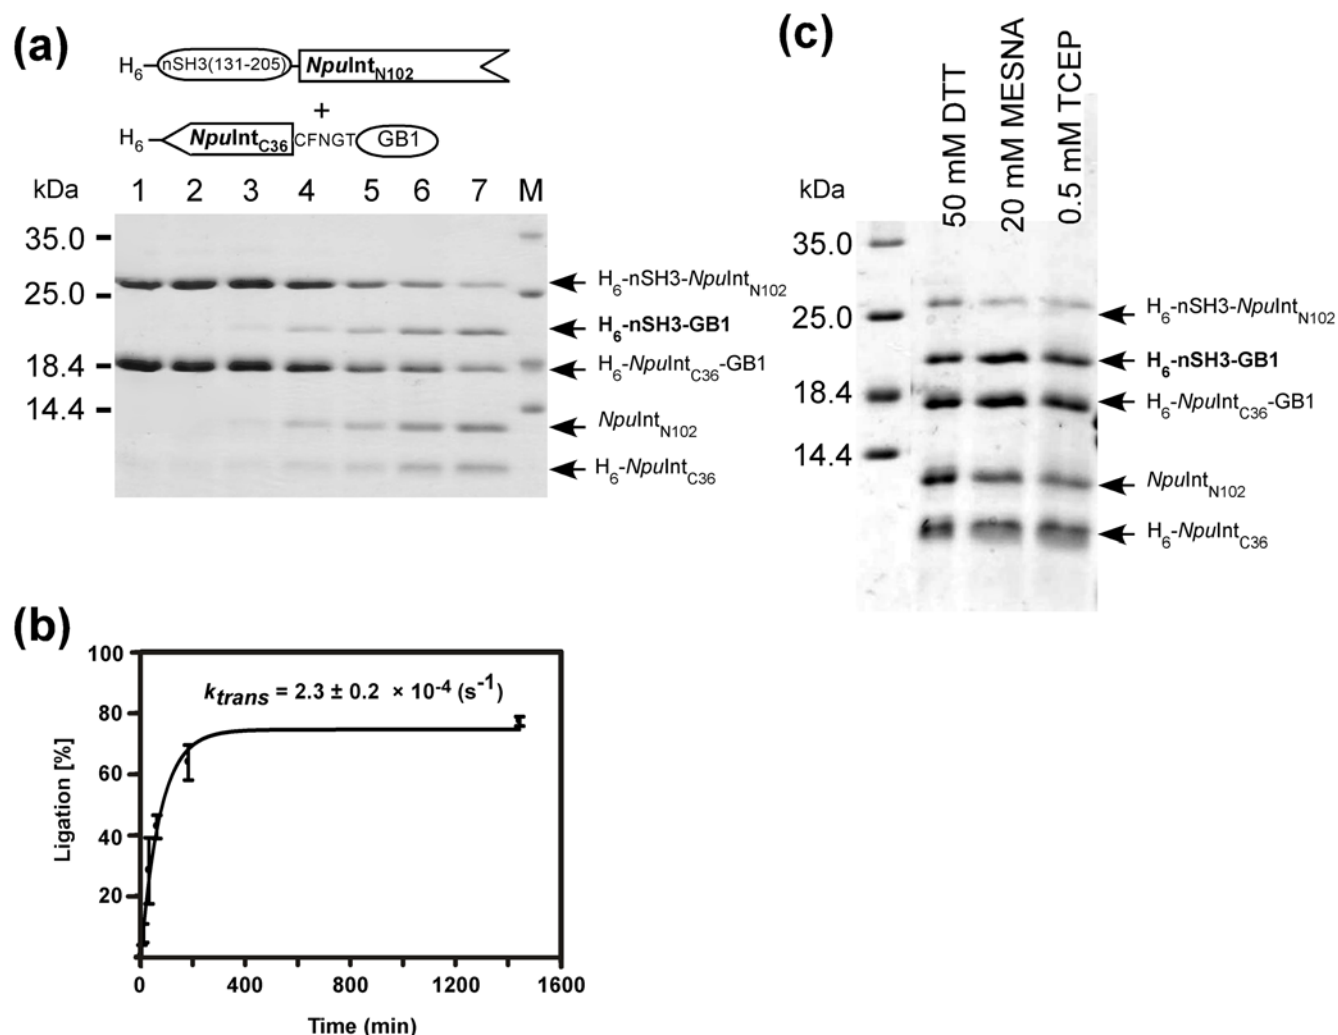 (a)
H6 nSH3(131-205) NpuIntN102
+
H6 NpuIntC36 CFNGT GB1
kDa 1 2 3 4 5 6 7 M
35.0
25.0
18.4
14.4
H6-nSH3-NpuIntN102
H6-nSH3-GB1
H6-NpuIntC36-GB1
NpuIntN102
H6-NpuIntC36
(b)
100
80
60
40
20
Ligation [%]
ktrans = 2.3 ± 0.2 × 10-4 (s-1)
0 400 800 1200 1600
Time (min)
(c)
50 mM DTT
20 mM MESNA
0.5 mM TCEP
kDa
35.0
25.0
18.4
14.4
H6-nSH3-NpuIntN102
H6-nSH3-GB1
H6-NpuIntC36-GB1
NpuIntN102
H6-NpuIntC36